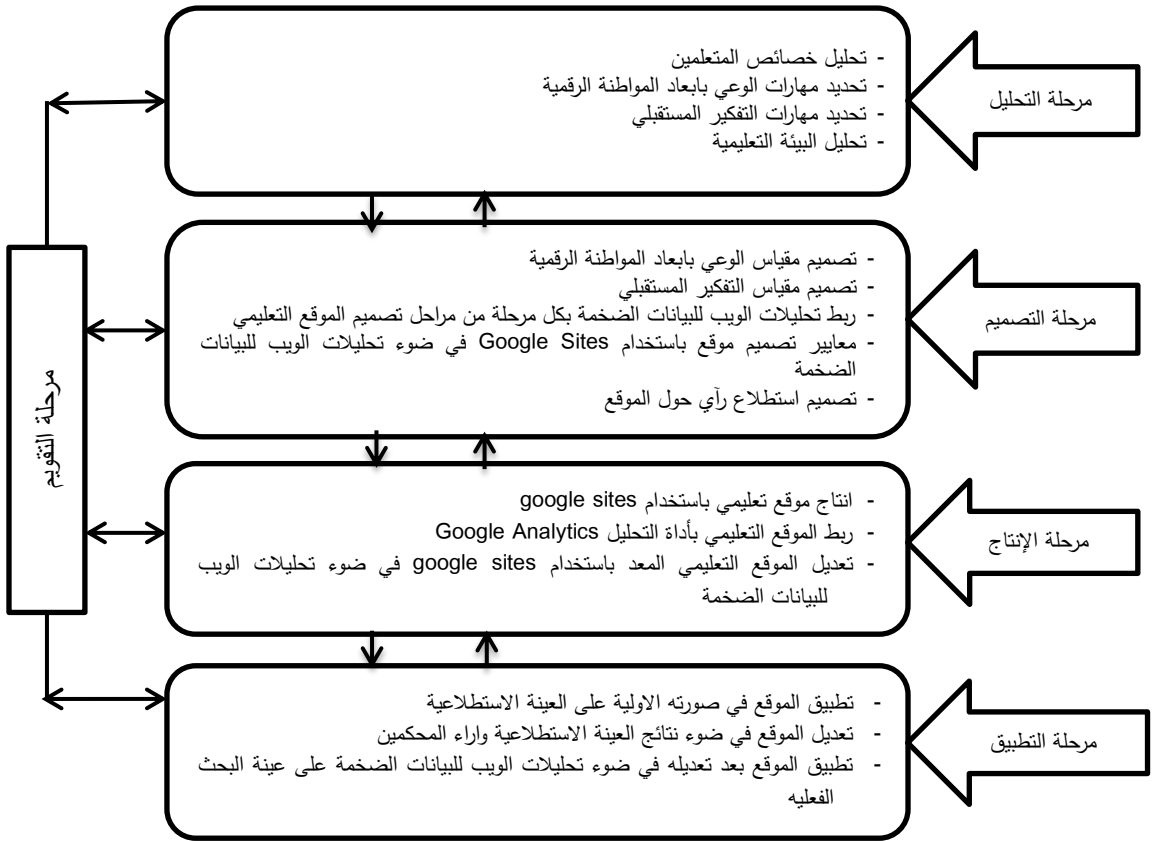 مرحلة التحليل
- تحليل خصائص المتعلمين
- تحديد مهارات الوعي بابعاد المواطنة الرقمية
- تحديد مهارات التفكير المستقبلي
- تحليل البيئة التعليمية
مرحلة التصميم
- تصميم مقياس الوعي بابعاد المواطنة الرقمية
- تصميم مقياس التفكير المستقبلي
- ربط تحليلات الويب للبيانات الضخمة بكل مرحلة من مراحل تصميم الموقع التعليمي
- معايير تصميم موقع باستخدام Google Sites في ضوء تحليلات الويب للبيانات
الضخمة
- تصميم استطلاع رآي حول الموقع
مرحلة التقويم
مرحلة الإنتاج
- انتاج موقع تعليمي باستخدام google sites
- ربط الموقع التعليمي بأداة التحليل Google Analytics
- تعديل الموقع التعليمي المعد باستخدام google sites في ضوء تحليلات الويب
للبيانات الضخمة
مرحلة التطبيق
- تطبيق الموقع في صورته الاولية على العينة الاستطلاعية
- تعديل الموقع في ضوء نتائج العينة الاستطلاعية واراء المحكمين
- تطبيق الموقع بعد تعديله في ضوء تحليلات الويب للبيانات الضخمة على عينة البحث
الفعليه